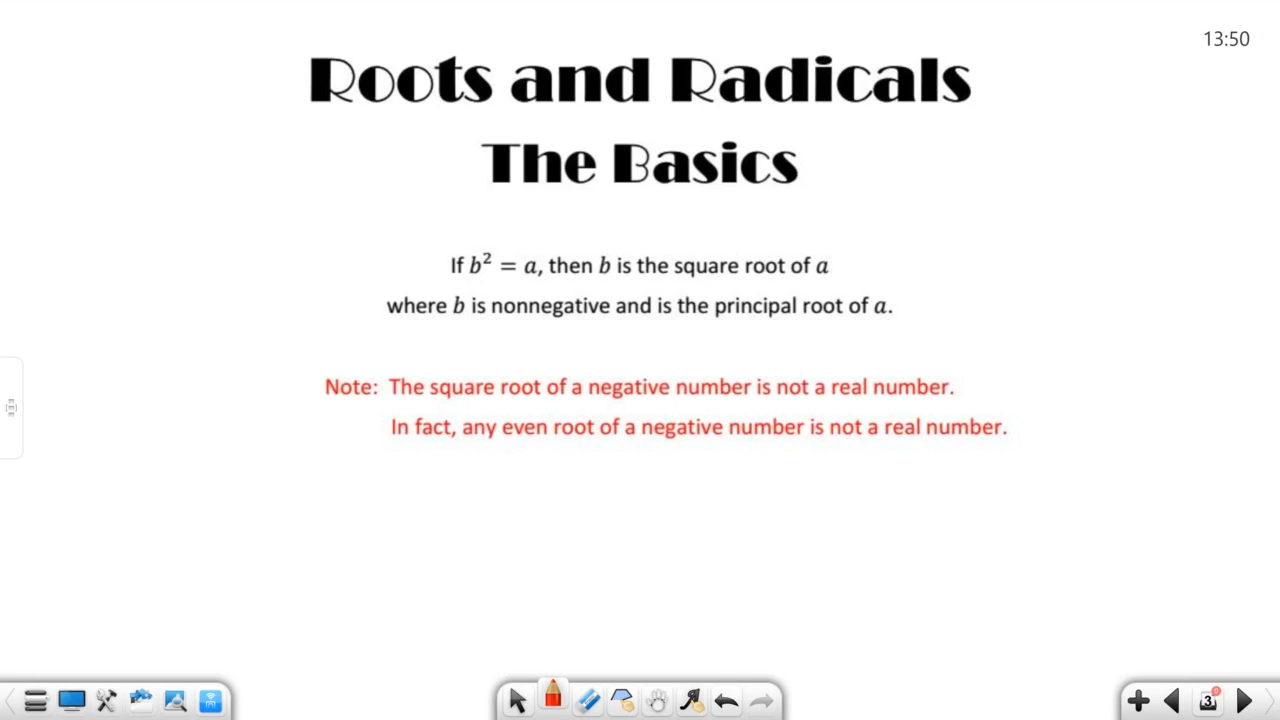 13:50
Roots and Radicals
The Basics
If b² = a, then b is the square root of a
where b is nonnegative and is the principal root of a.
Note: The square root of a negative number is not a real number.
In fact, any even root of a negative number is not a real number.
3